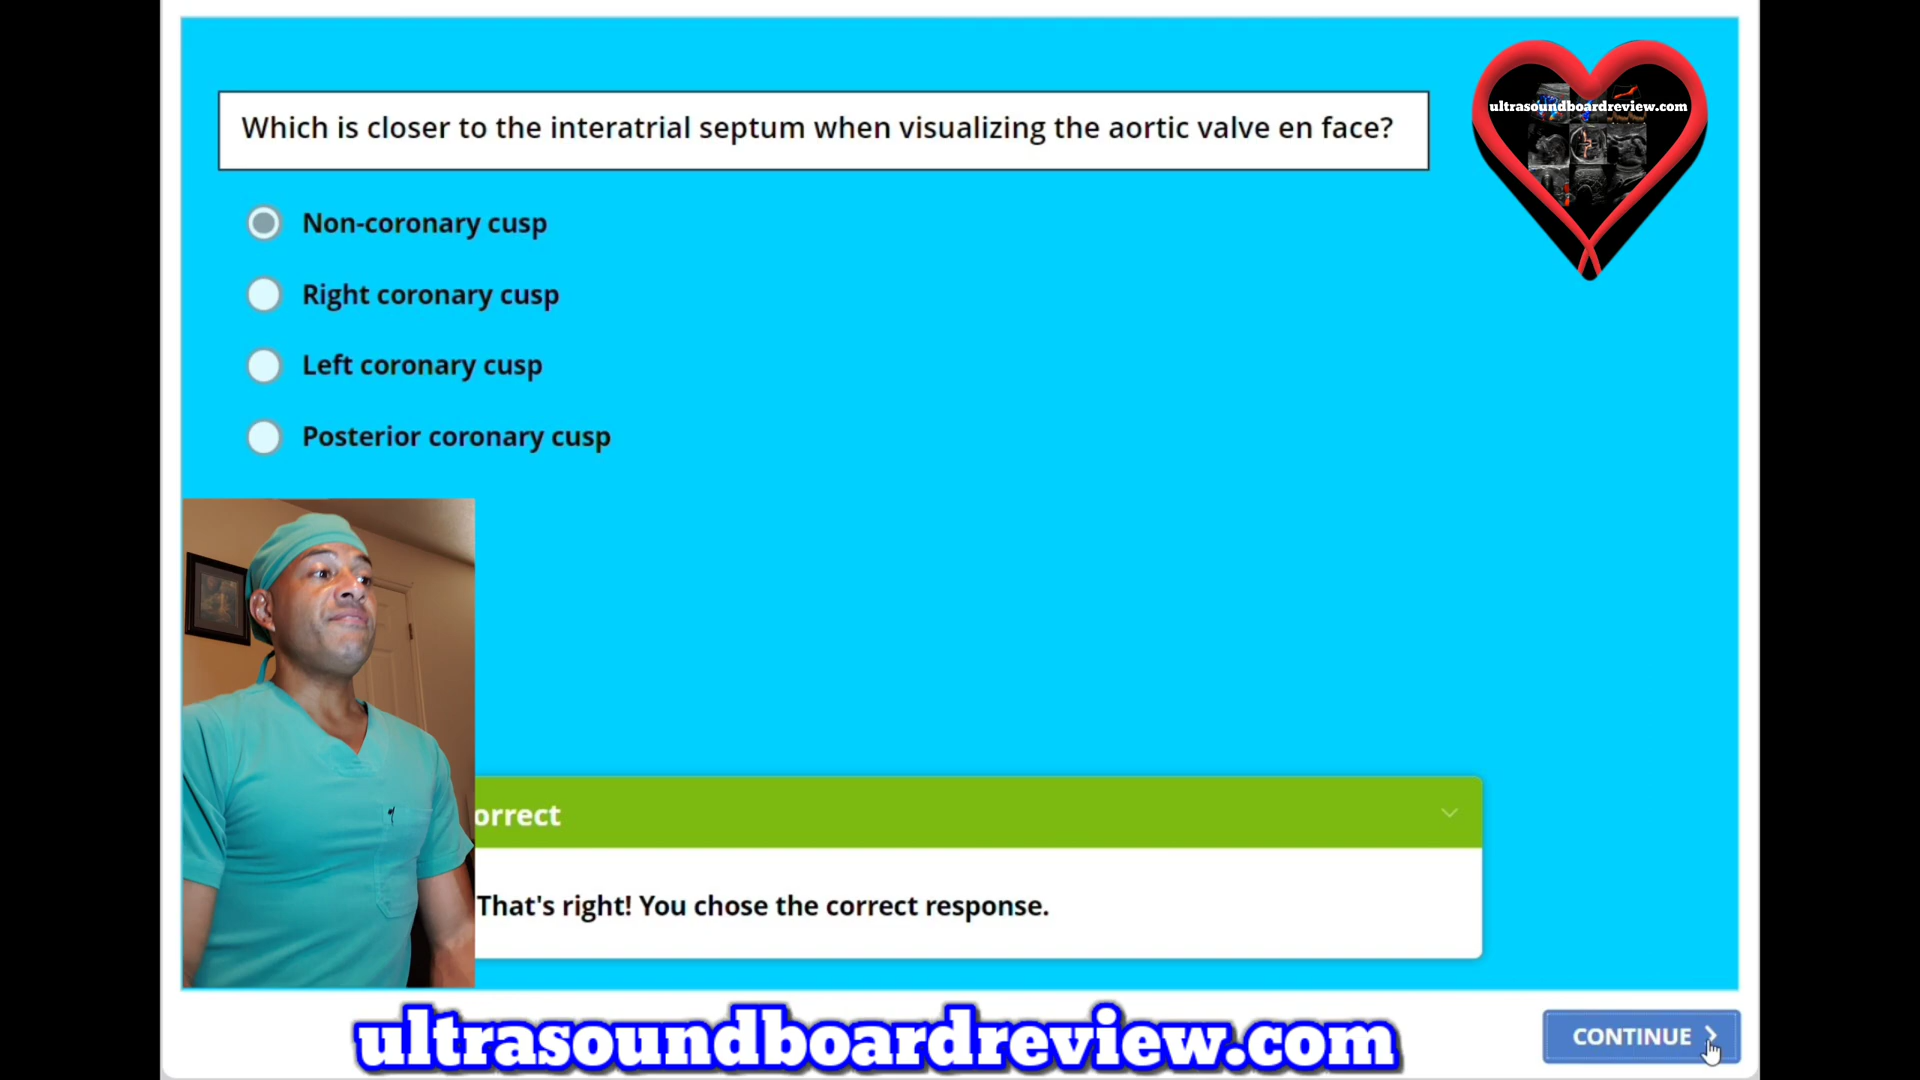 ultrasoundboardreview.com
Which is closer to the interatrial septum when visualizing the aortic valve en face?
Non-coronary cusp
Right coronary cusp
Left coronary cusp
Posterior coronary cusp
orrect
That's right! You chose the correct response.
ultrasoundboardreview.com
CONTINUE